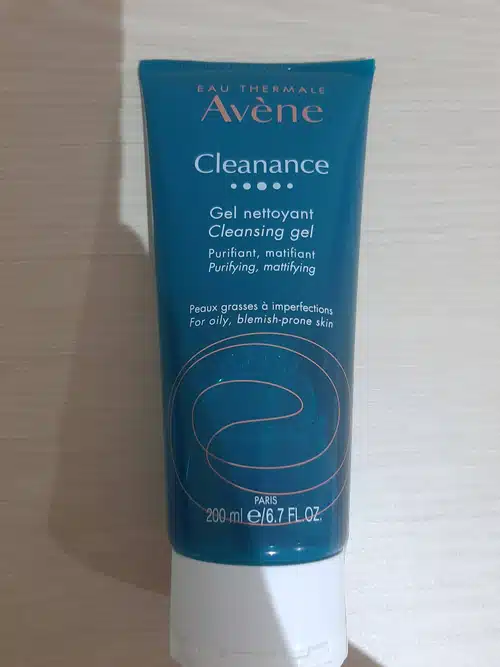 EAU THERMALE
Avène
Cleanance
Gel nettoyant
Cleansing gel
Purifiant, matifiant
Purifying, mattifying
Peaux grasses à imperfections
For oily, blemish-prone skin
PARIS
200 ml e/6.7 FL. OZ.